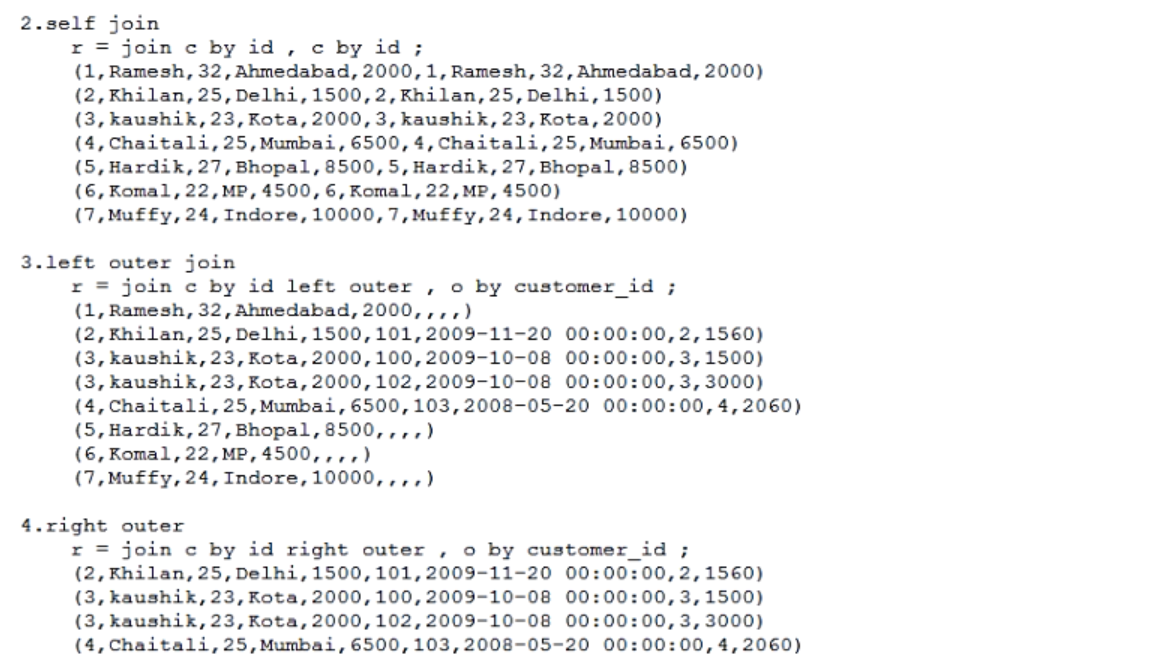 2.self join
r = join c by id , c by id ;
(1,Ramesh,32,Ahmedabad,2000,1,Ramesh,32,Ahmedabad,2000)
(2,Khilan,25,Delhi,1500,2,Khilan,25,Delhi,1500)
(3,kaushik,23,Kota,2000,3,kaushik,23,Kota,2000)
(4,Chaitali,25,Mumbai,6500,4,Chaitali,25,Mumbai,6500)
(5,Hardik,27,Bhopal,8500,5,Hardik,27,Bhopal,8500)
(6,Komal,22,MP,4500,6,Komal,22,MP,4500)
(7,Muffy,24,Indore,10000,7,Muffy,24,Indore,10000)
3.left outer join
r = join c by id left outer , o by customer_id ;
(1,Ramesh,32,Ahmedabad,2000,,,,)
(2,Khilan,25,Delhi,1500,101,2009-11-20 00:00:00,2,1560)
(3,kaushik,23,Kota,2000,100,2009-10-08 00:00:00,3,1500)
(3,kaushik,23,Kota,2000,102,2009-10-08 00:00:00,3,3000)
(4,Chaitali,25,Mumbai,6500,103,2008-05-20 00:00:00,4,2060)
(5,Hardik,27,Bhopal,8500,,,,)
(6,Komal,22,MP,4500,,,,)
(7,Muffy,24,Indore,10000,,,,)
4.right outer
r = join c by id right outer , o by customer_id ;
(2,Khilan,25,Delhi,1500,101,2009-11-20 00:00:00,2,1560)
(3,kaushik,23,Kota,2000,100,2009-10-08 00:00:00,3,1500)
(3,kaushik,23,Kota,2000,102,2009-10-08 00:00:00,3,3000)
(4,Chaitali,25,Mumbai,6500,103,2008-05-20 00:00:00,4,2060)